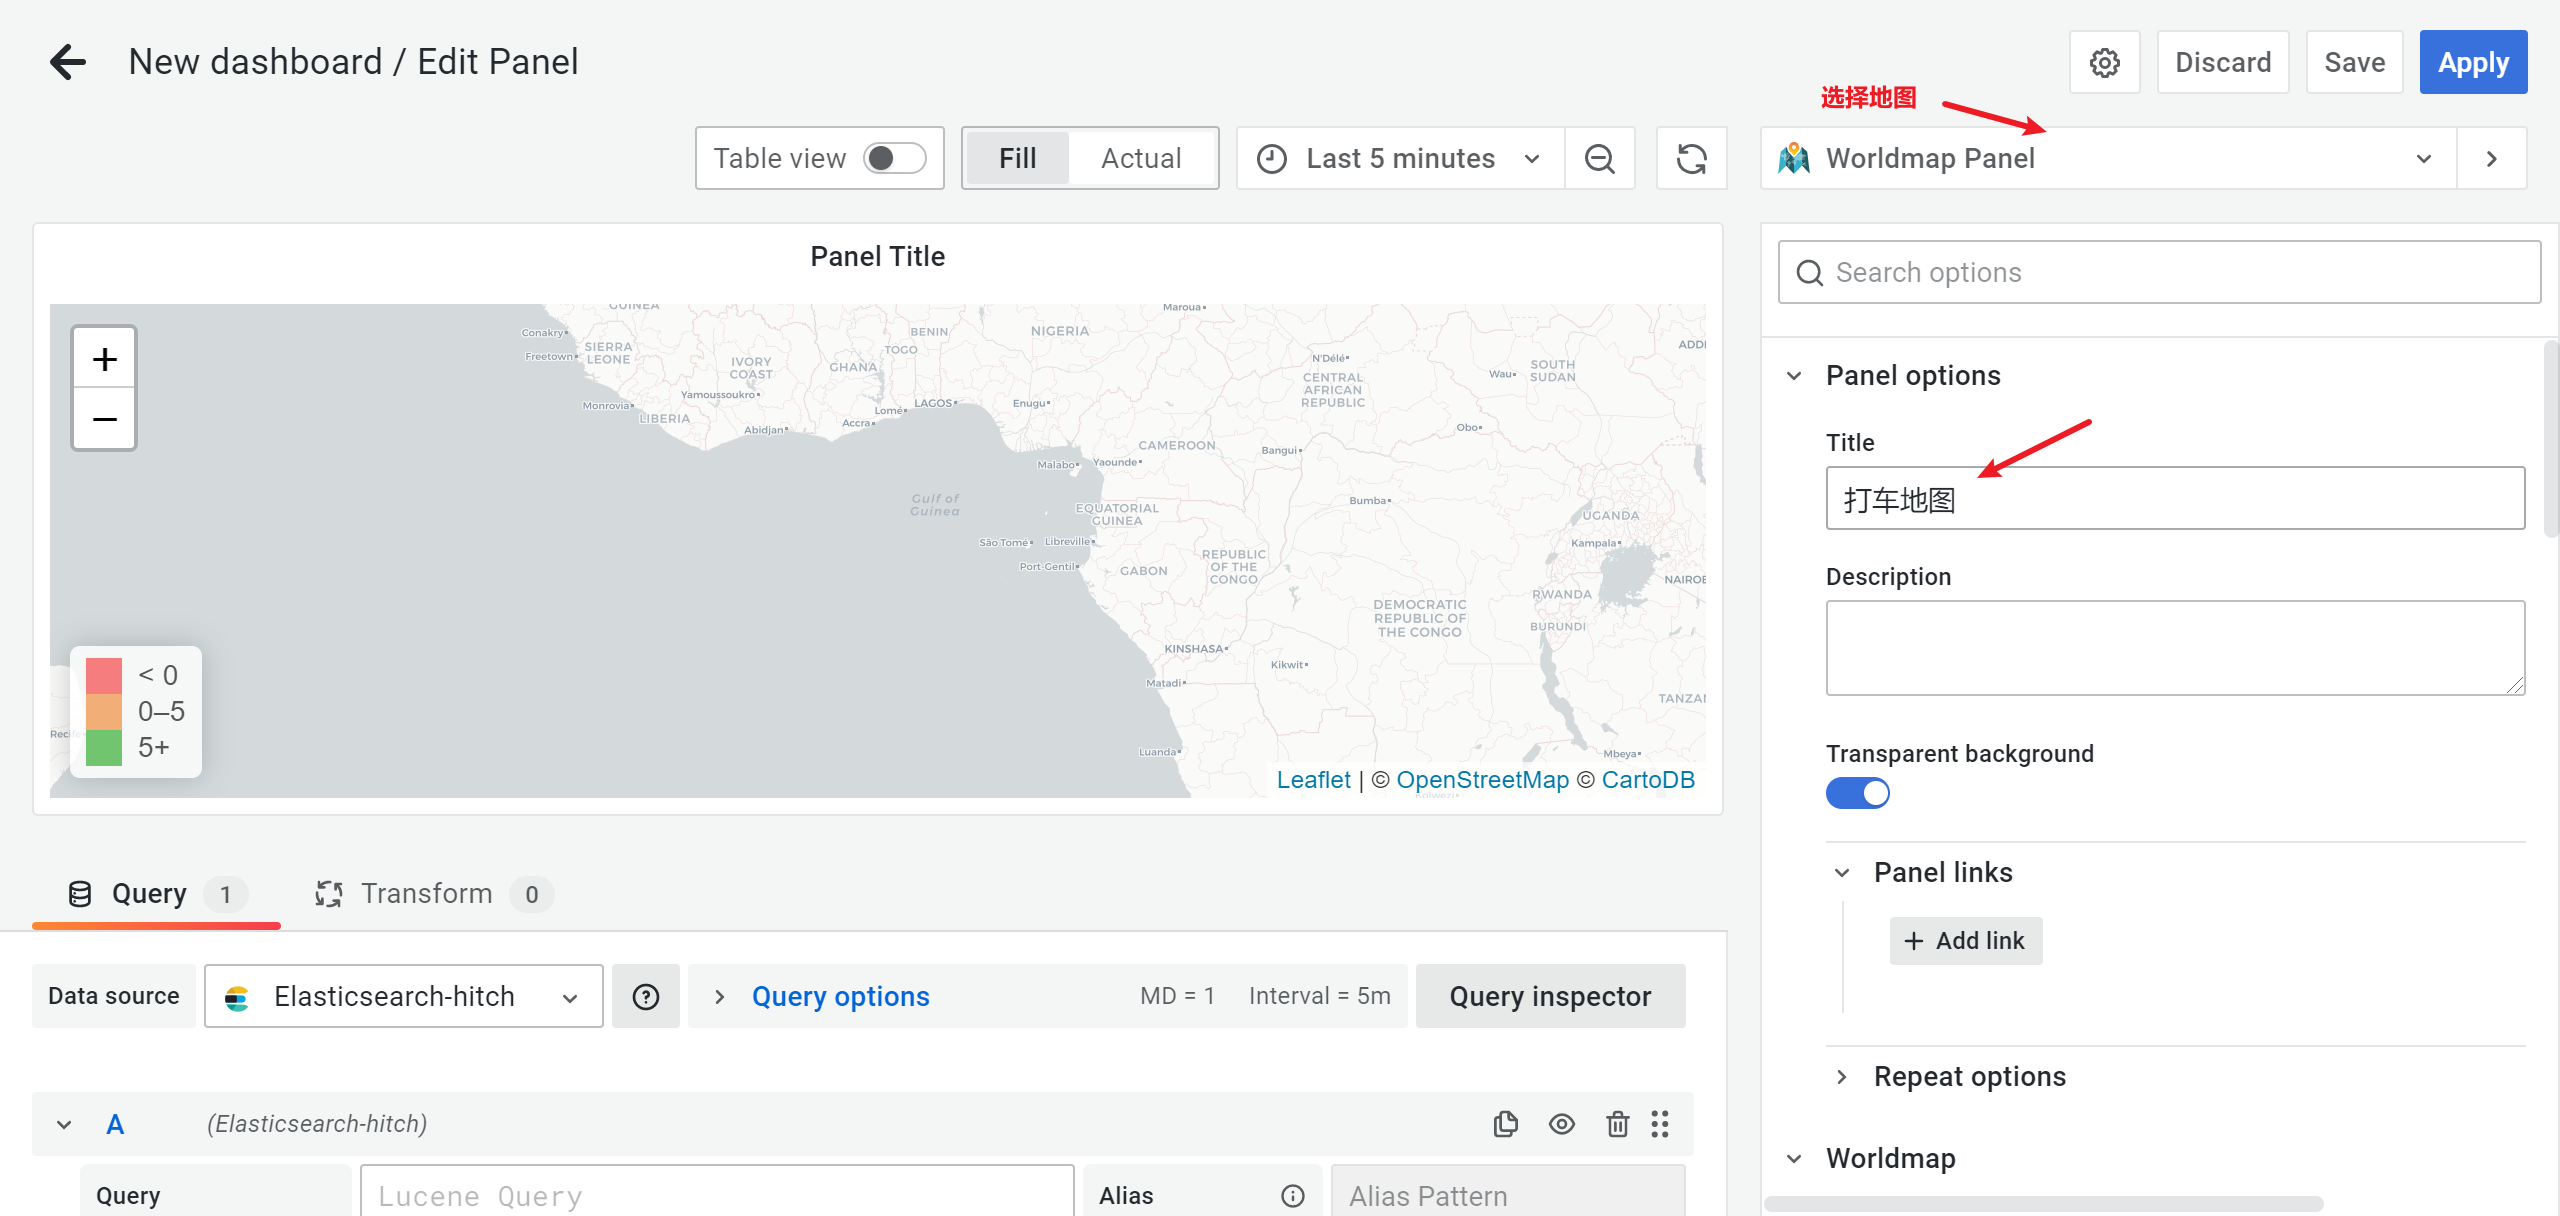 New dashboard / Edit Panel
Discard
Save
Apply
选择地图
Table view
Fill
Actual
Last 5 minutes
Worldmap Panel
Panel Title
Search options
+
−
GUINEA
Conakry
Freetown
SIERRA
LEONE
Monrovia
LIBERIA
IVORY
COAST
Yamoussoukro
Abidjan
GHANA
Accra
TOGO
Lomé
BENIN
LAGOS
NIGERIA
Enugu
Maroua
N'Délé
CENTRAL
AFRICAN
REPUBLIC
Wau
SOUTH
SUDAN
ADDI
Obo
CAMEROON
Bangui
Malabo
Yaounde
Gulf of
Guinea
EQUATORIAL
GUINEA
Bumba
UGANDA
Kampala
São Tomé
Libreville
Port-Gentil
GABON
REPUBLIC
OF THE
CONGO
NAIROB
RWANDA
BURUNDI
DEMOCRATIC
REPUBLIC OF
THE CONGO
KINSHASA
Kikwit
Matadi
TANZAN
Luanda
Mbeya
Kolwezi
Recife
< 0
0–5
5+
Leaflet | © OpenStreetMap © CartoDB
Panel options
Title
打车地图
Description
Transparent background
Panel links
+ Add link
Repeat options
Worldmap
Query 1
Transform 0
Data source
Elasticsearch-hitch
Query options
MD = 1
Interval = 5m
Query inspector
A
(Elasticsearch-hitch)
Query
Lucene Query
Alias
Alias Pattern